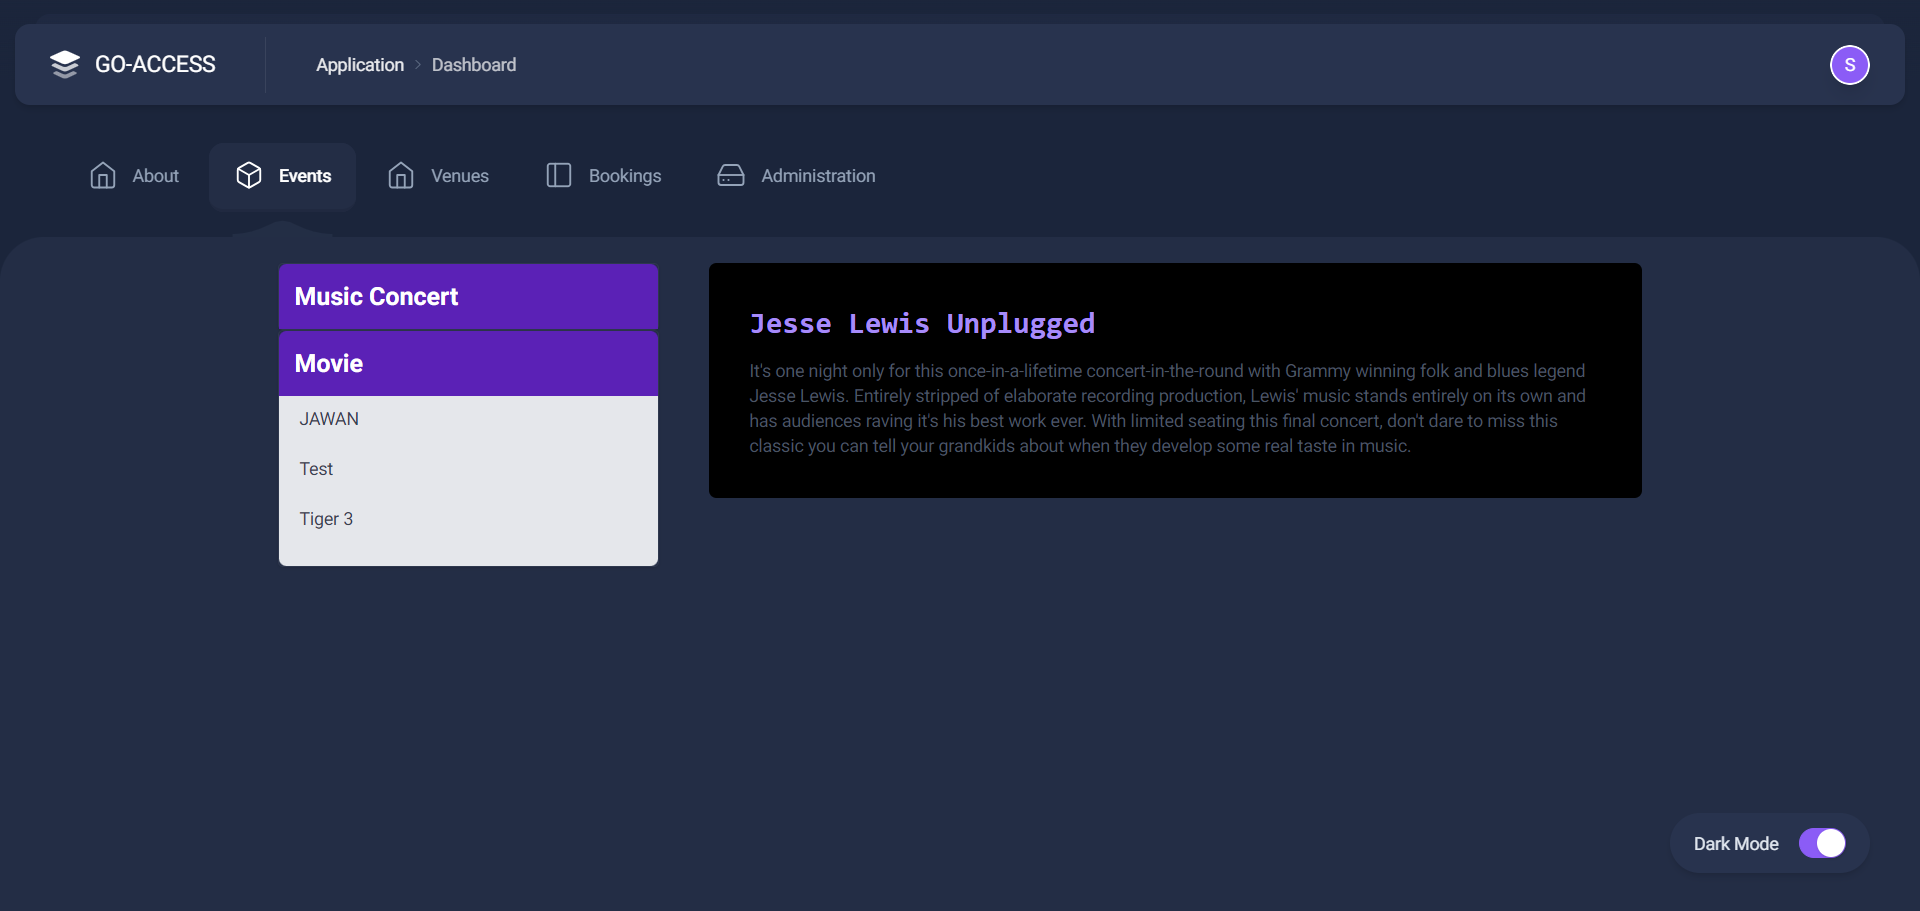 GO-ACCESS
Application > Dashboard
S
About
Events
Venues
Bookings
Administration
Music Concert
Movie
JAWAN
Test
Tiger 3
Jesse Lewis Unplugged
It's one night only for this once-in-a-lifetime concert-in-the-round with Grammy winning folk and blues legend
Jesse Lewis. Entirely stripped of elaborate recording production, Lewis' music stands entirely on its own and
has audiences raving it's his best work ever. With limited seating this final concert, don't dare to miss this
classic you can tell your grandkids about when they develop some real taste in music.
Dark Mode